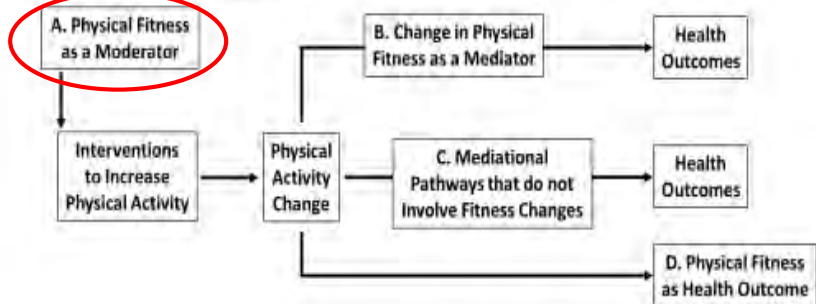 A. Physical Fitness
as a Moderator
B. Change in Physical
Fitness as a Mediator
Health
Outcomes
Interventions
to Increase
Physical Activity
Physical
Activity
Change
C. Mediational
Pathways that do not
Involve Fitness Changes
Health
Outcomes
D. Physical Fitness
as Health Outcome